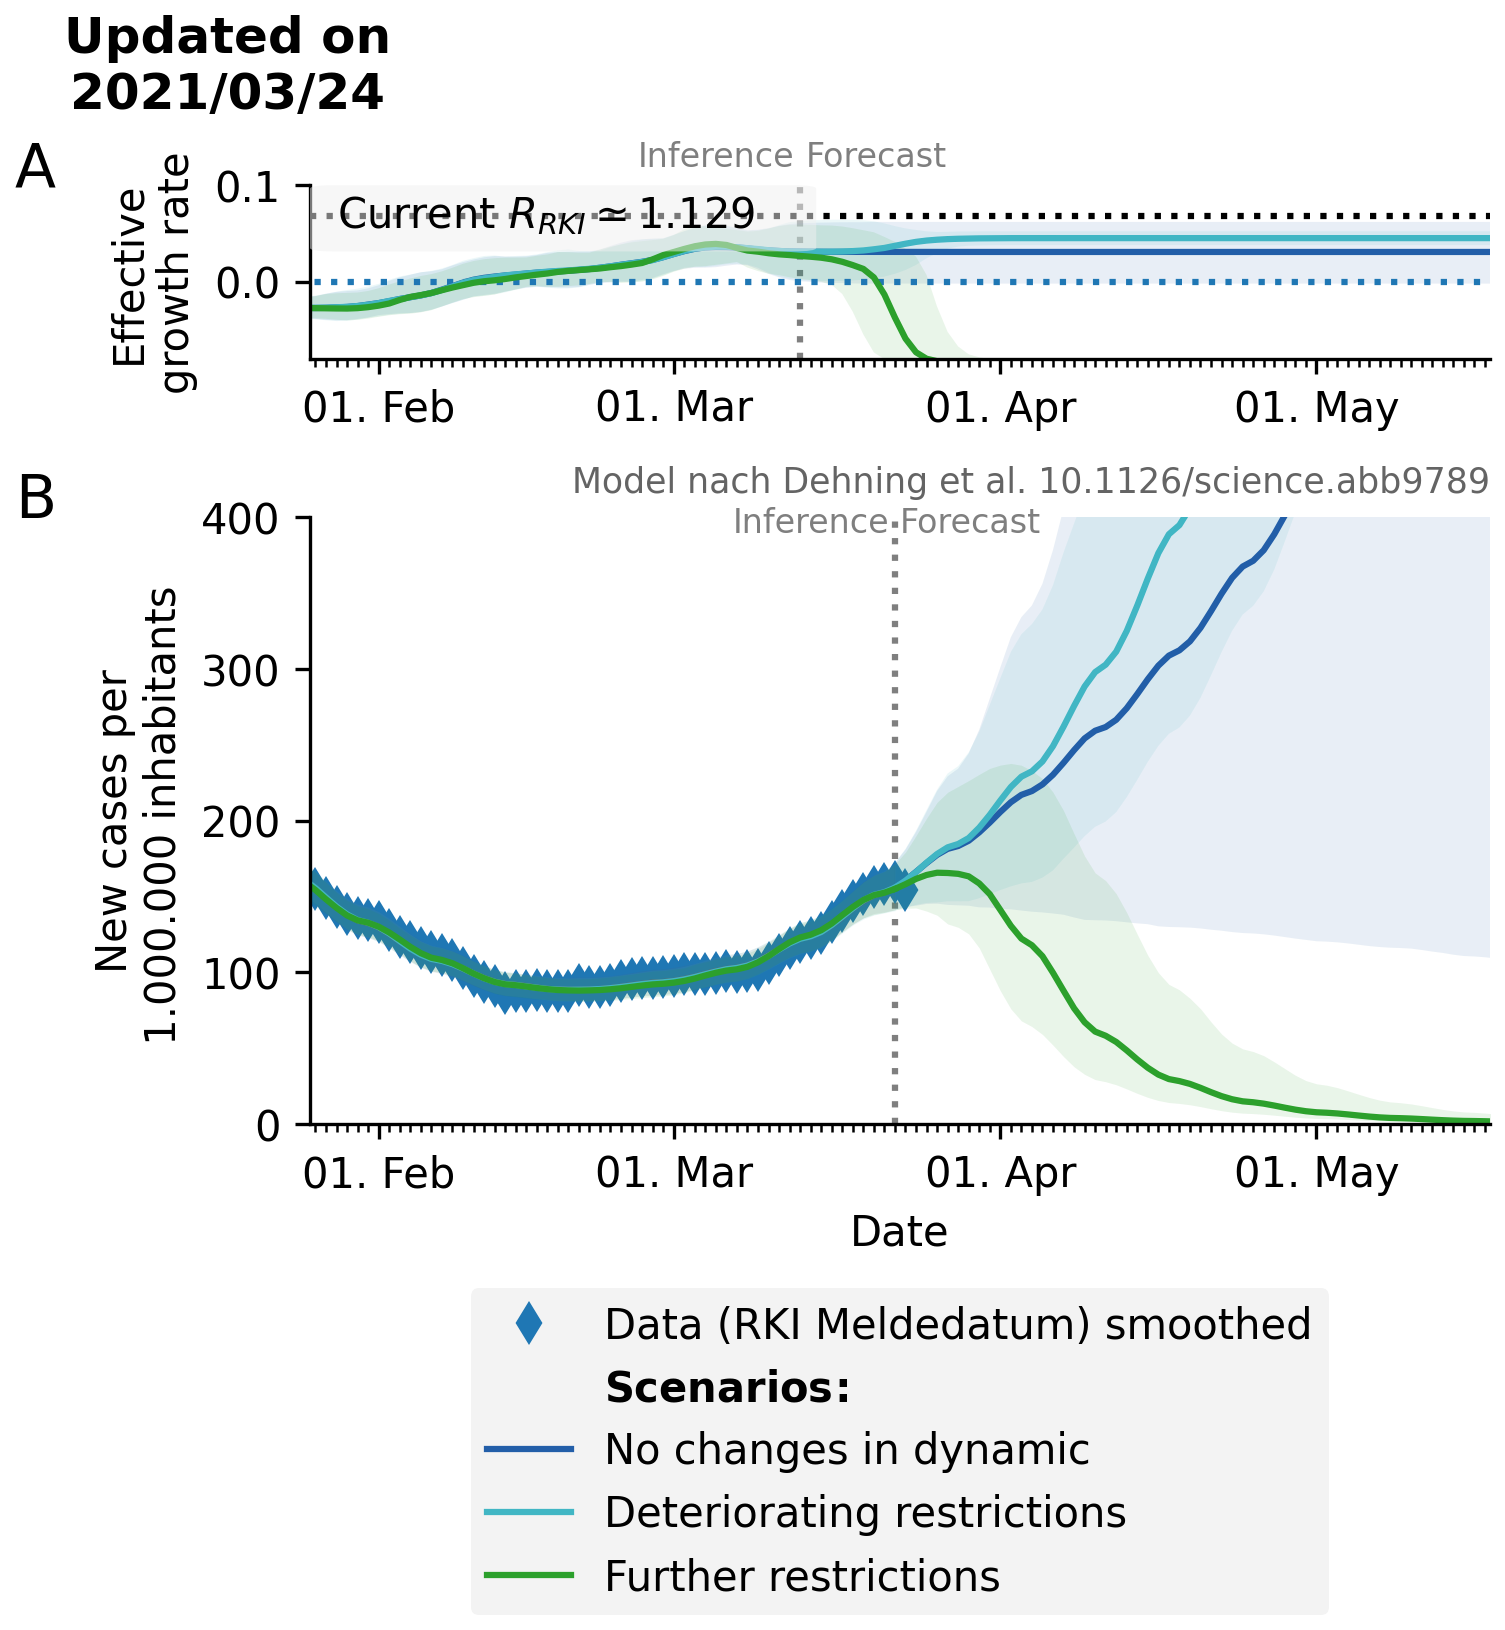 Updated on
2021/03/24
A
Inference Forecast
Effective
growth rate
0.1
0.0
Current R_RKI ≃ 1.129
01. Feb 01. Mar 01. Apr 01. May
B
Model nach Dehning et al. 10.1126/science.abb9789
Inference Forecast
New cases per
1.000.000 inhabitants
400
300
200
100
0
01. Feb 01. Mar 01. Apr 01. May
Date
Data (RKI Meldedatum) smoothed
Scenarios:
No changes in dynamic
Deteriorating restrictions
Further restrictions